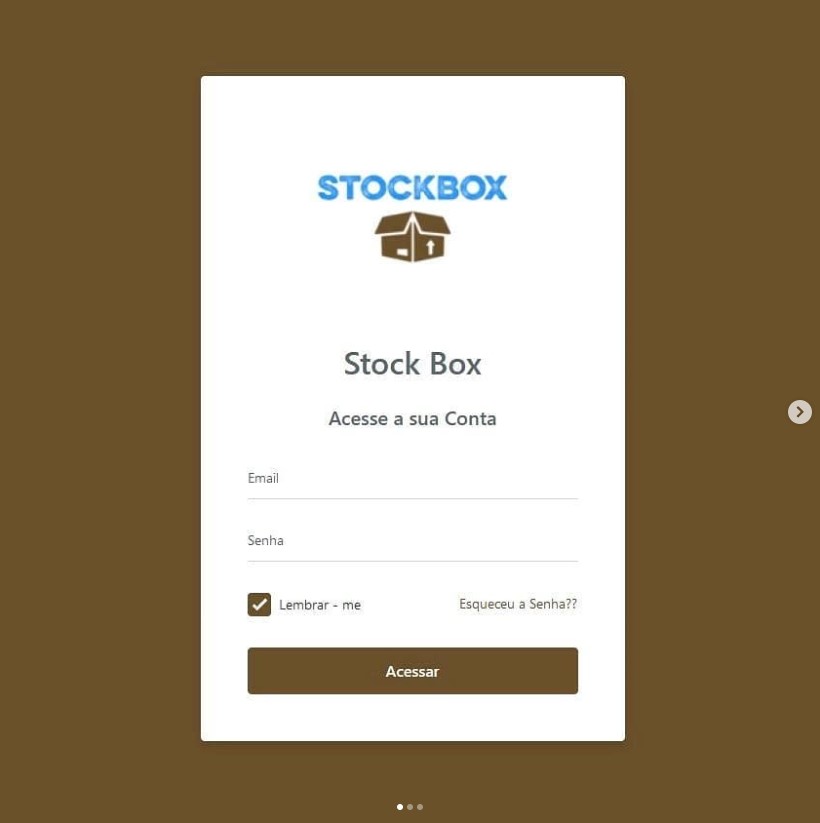 STOCKBOX
Stock Box
Acesse a sua Conta
Email
Senha
Lembrar - me
Esqueceu a Senha??
Acessar